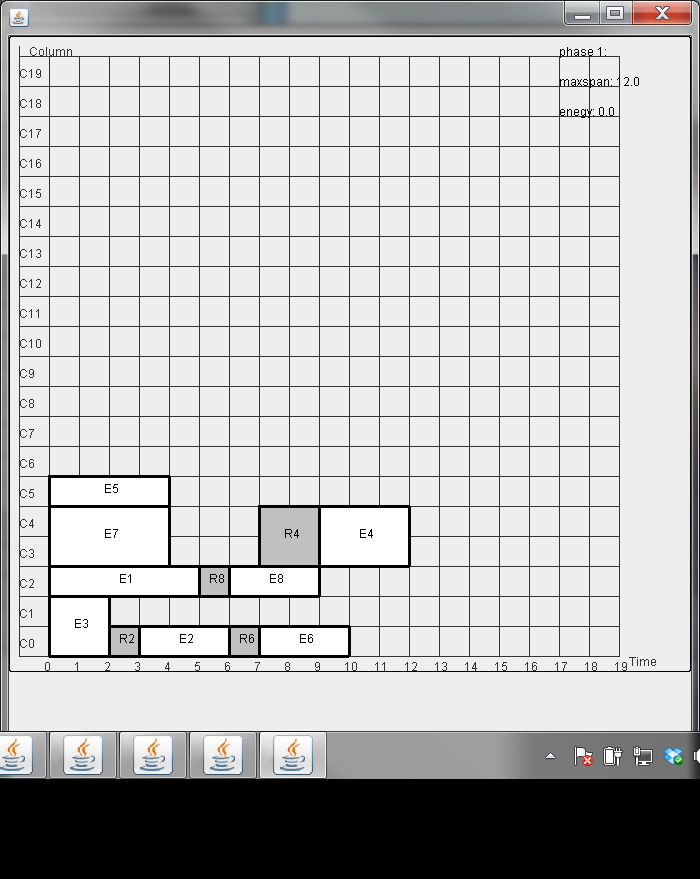 Column
phase 1:
C19
maxspan: 12.0
C18
enegy: 0.0
C17
C16
C15
C14
C13
C12
C11
C10
C9
C8
C7
C6
C5 E5
C4
E7 R4 E4
C3
C2 E1 R8 E8
C1
E3
C0 R2 E2 R6 E6
0 1 2 3 4 5 6 7 8 9 10 11 12 13 14 15 16 17 18 19 Time